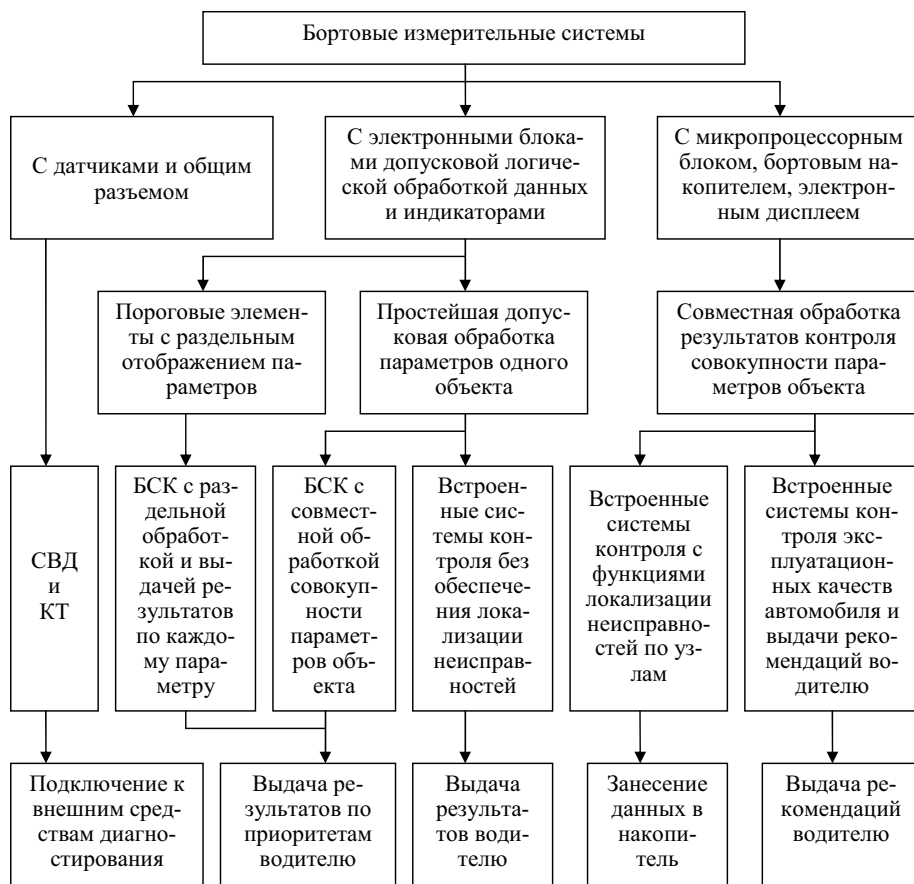 Бортовые измерительные системы
С датчиками и общим
разъемом
С электронными блока-
ми допусковой логиче-
ской обработкой данных
и индикаторами
С микропроцессорным
блоком, бортовым на-
копителем, электрон-
ным дисплеем
Пороговые элемен-
ты с раздельным
отображением па-
раметров
Простейшая допус-
ковая обработка
параметров одного
объекта
Совместная обработка
результатов контроля
совокупности пара-
метров объекта
СВД
и
КТ
БСК с раз-
дельной
обработ-
кой и вы-
дачей ре-
зультатов
по каждо-
му пара-
метру
БСК с
совмест-
ной об-
работкой
совокуп-
ности
парамет-
ров объ-
екта
Встроен-
ные сис-
темы кон-
троля без
обеспече-
ния лока-
лизации
неисправ-
ностей
Встроенные
системы
контроля с
функциями
локализации
неисправно-
стей по уз-
лам
Встроенные
системы кон-
троля экс-
плуатацион-
ных качеств
автомобиля и
выдачи реко-
мендаций во-
дителю
Подключение к
внешним сред-
ствам диагно-
стирования
Выдача ре-
зультатов по
приоритетам
водителю
Выдача
результа-
тов води-
телю
Занесение
данных в
накопи-
тель
Выдача ре-
комендаций
водителю